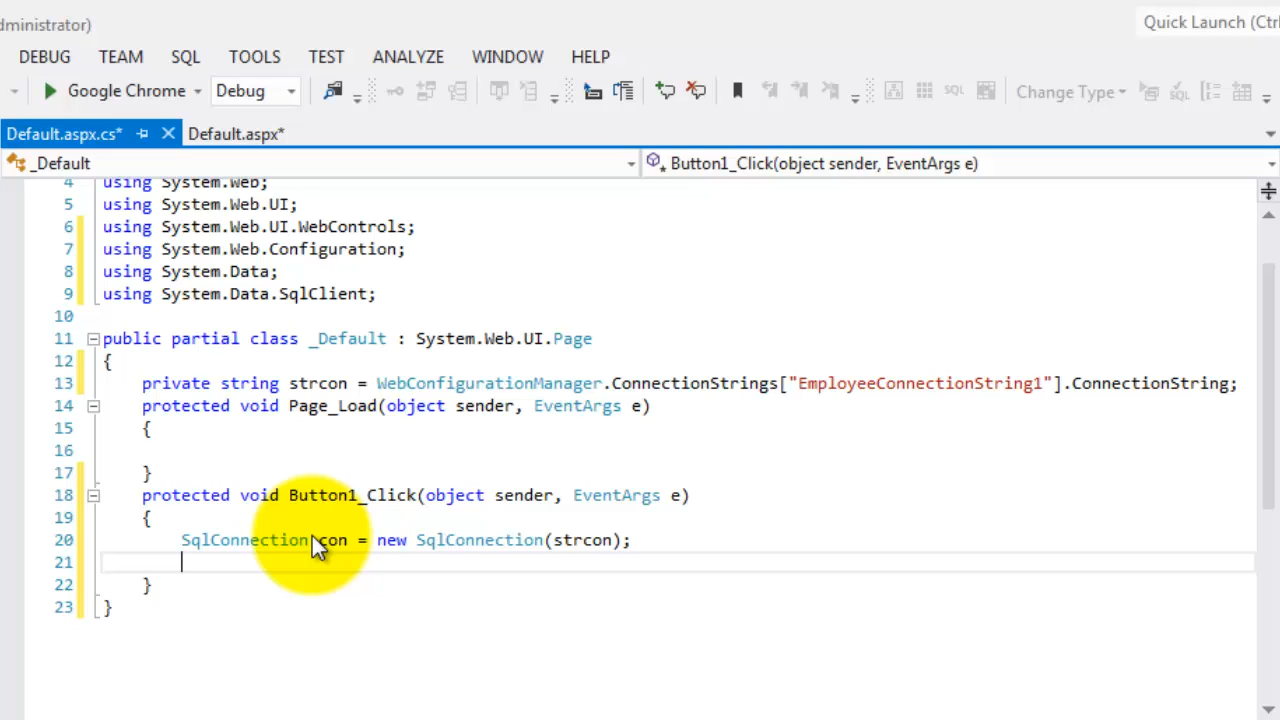 dministrator)
Quick Launch (Ctrl
DEBUG TEAM SQL TOOLS TEST ANALYZE WINDOW HELP
Google Chrome Debug SQL Change Type SQL
Default.aspx.cs* Default.aspx*
_Default Button1_Click(object sender, EventArgs e)
4 using System.Web;
5 using System.Web.UI;
6 using System.Web.UI.WebControls;
7 using System.Web.Configuration;
8 using System.Data;
9 using System.Data.SqlClient;
10
11 public partial class _Default : System.Web.UI.Page
12 {
13 private string strcon = WebConfigurationManager.ConnectionStrings["EmployeeConnectionString1"].ConnectionString;
14 protected void Page_Load(object sender, EventArgs e)
15 {
16
17 }
18 protected void Button1_Click(object sender, EventArgs e)
19 {
20 SqlConnection con = new SqlConnection(strcon);
21
22 }
23 }